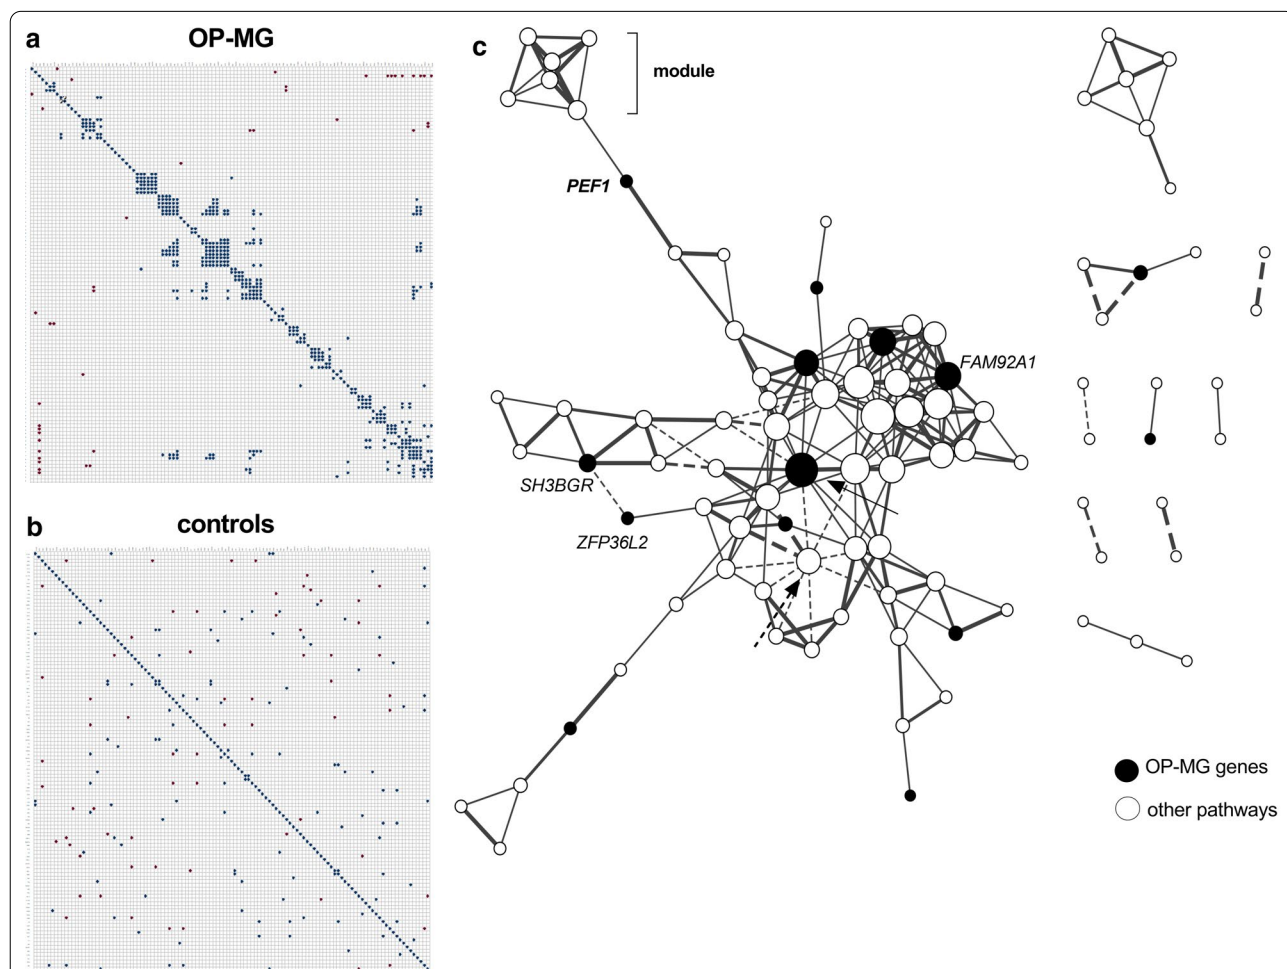 a
OP-MG
c
module
PEF1
FAM92A1
SH3BGR
ZFP36L2
b
controls
OP-MG genes
other pathways